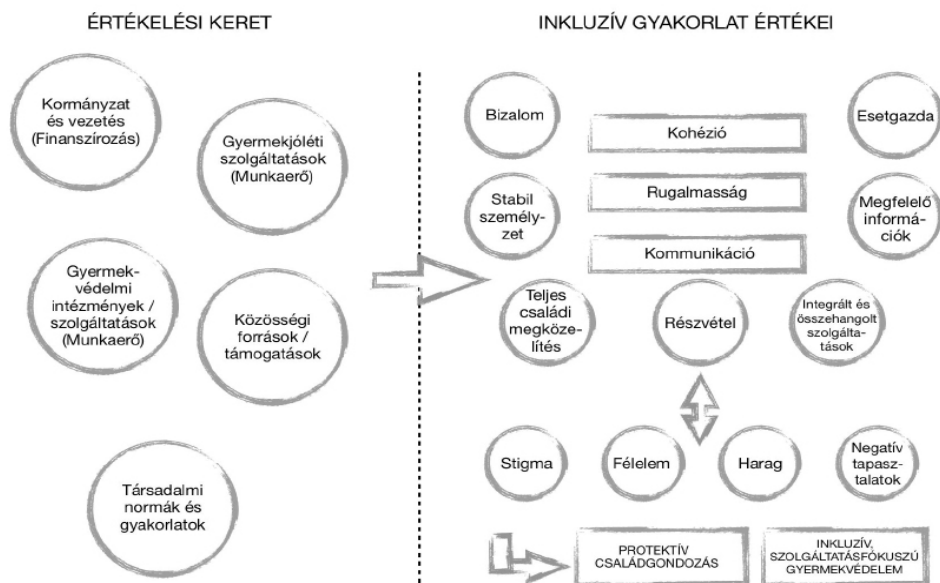 ÉRTÉKELÉSI KERET
Kormányzat
és vezetés
(Finanszírozás)
Gyermekjóléti
szolgáltatások
(Munkaerő)
Gyermek-
védelmi
intézmények /
szolgáltatások
(Munkaerő)
Közösségi
források /
támogatások
Társadalmi
normák és
gyakorlatok
INKLUZÍV GYAKORLAT ÉRTÉKEI
Bizalom
Kohézió
Esetgazda
Stabil
személy-
zet
Rugalmasság
Megfelelő
informá-
ciók
Kommunikáció
Teljes
családi
megköze-
lítés
Részvétel
Integrált és
összehangolt
szolgálta-
tások
Stigma
Félelem
Harag
Negatív
tapasz-
talatok
PROTEKTÍV
CSALÁDGONDOZÁS
INKLUZÍV,
SZOLGÁLTATÁSFÓKUSZÚ
GYERMEKVÉDELEM